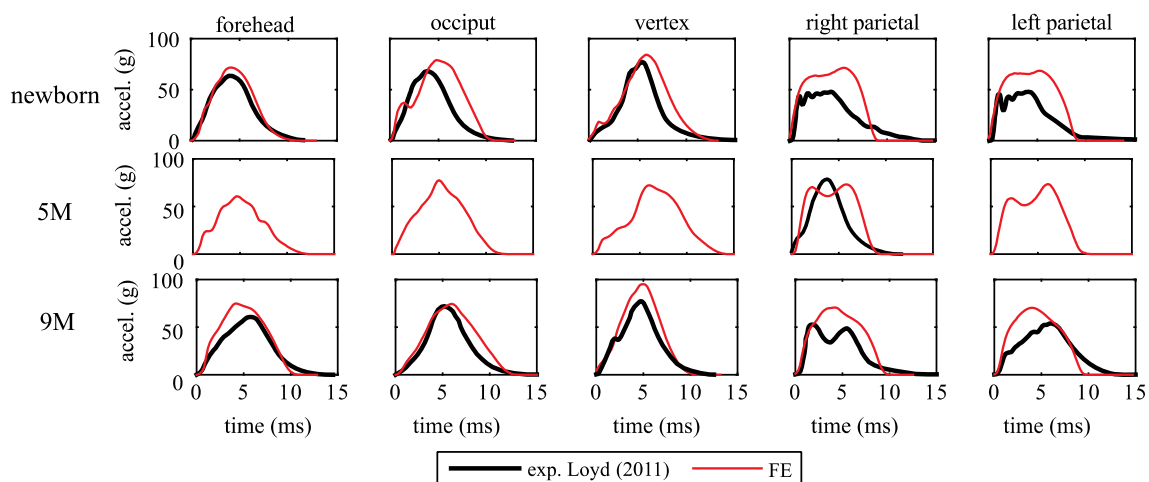 forehead occiput vertex right parietal left parietal
newborn accel. (g) 100 50 0
5M accel. (g) 100 50 0
9M accel. (g) 100 50 0
0 5 10 15 0 5 10 15 0 5 10 15 0 5 10 15 0 5 10 15
time (ms) time (ms) time (ms) time (ms) time (ms)
exp. Loyd (2011) FE